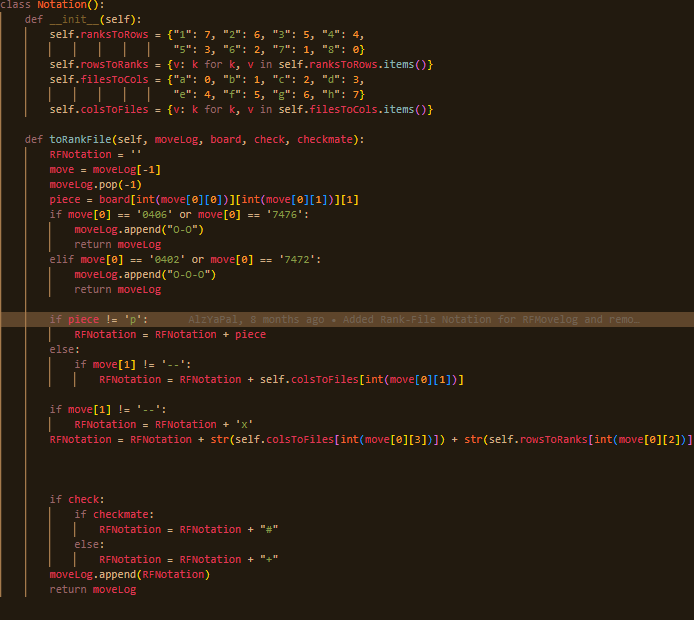 class Notation():
    def __init__(self):
        self.ranksToRows = {"1": 7, "2": 6, "3": 5, "4": 4,
                            "5": 3, "6": 2, "7": 1, "8": 0}
        self.rowsToRanks = {v: k for k, v in self.ranksToRows.items()}
        self.filesToCols = {"a": 0, "b": 1, "c": 2, "d": 3,
                            "e": 4, "f": 5, "g": 6, "h": 7}
        self.colsToFiles = {v: k for k, v in self.filesToCols.items()}

    def toRankFile(self, moveLog, board, check, checkmate):
        RFNotation = ''
        move = moveLog[-1]
        moveLog.pop(-1)
        piece = board[int(move[0][0])][int(move[0][1])][1]
        if move[0] == '0406' or move[0] == '7476':
            moveLog.append("O-O")
            return moveLog
        elif move[0] == '0402' or move[0] == '7472':
            moveLog.append("O-O-O")
            return moveLog

        if piece != 'p':      AlzYaPal, 8 months ago • Added Rank-File Notation for RFMovelog and remo…
            RFNotation = RFNotation + piece
        else:
            if move[1] != '--':
                RFNotation = RFNotation + self.colsToFiles[int(move[0][1])]

        if move[1] != '--':
            RFNotation = RFNotation + 'x'
        RFNotation = RFNotation + str(self.colsToFiles[int(move[0][3])]) + str(self.rowsToRanks[int(move[0][2])]

        if check:
            if checkmate:
                RFNotation = RFNotation + "#"
            else:
                RFNotation = RFNotation + "+"
        moveLog.append(RFNotation)
        return moveLog